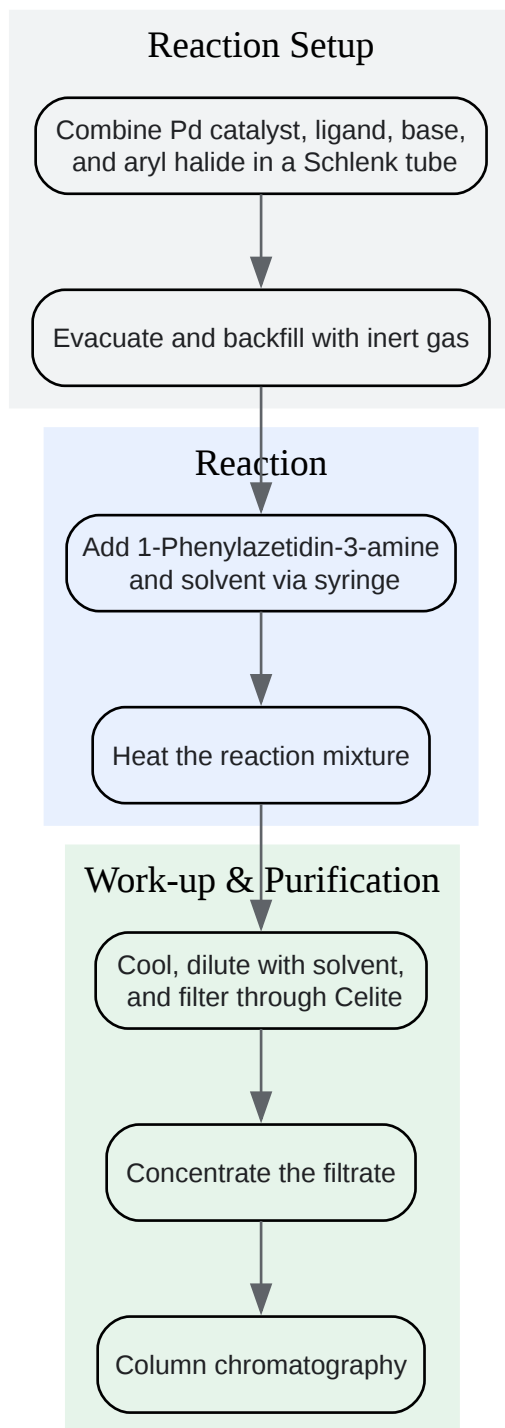 Reaction Setup
Combine Pd catalyst, ligand, base,
and aryl halide in a Schlenk tube
Evacuate and backfill with inert gas
Reaction
Add 1-Phenylazetidin-3-amine
and solvent via syringe
Heat the reaction mixture
Work-up & Purification
Cool, dilute with solvent,
and filter through Celite
Concentrate the filtrate
Column chromatography